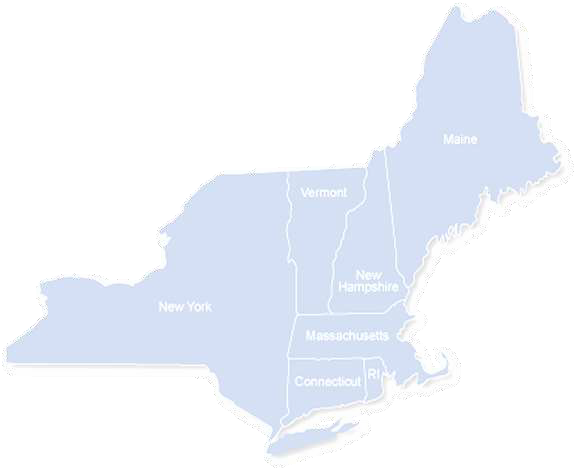 Maine
Vermont
New
Hampshire
New York
Massachusetts
Connecticut
RI